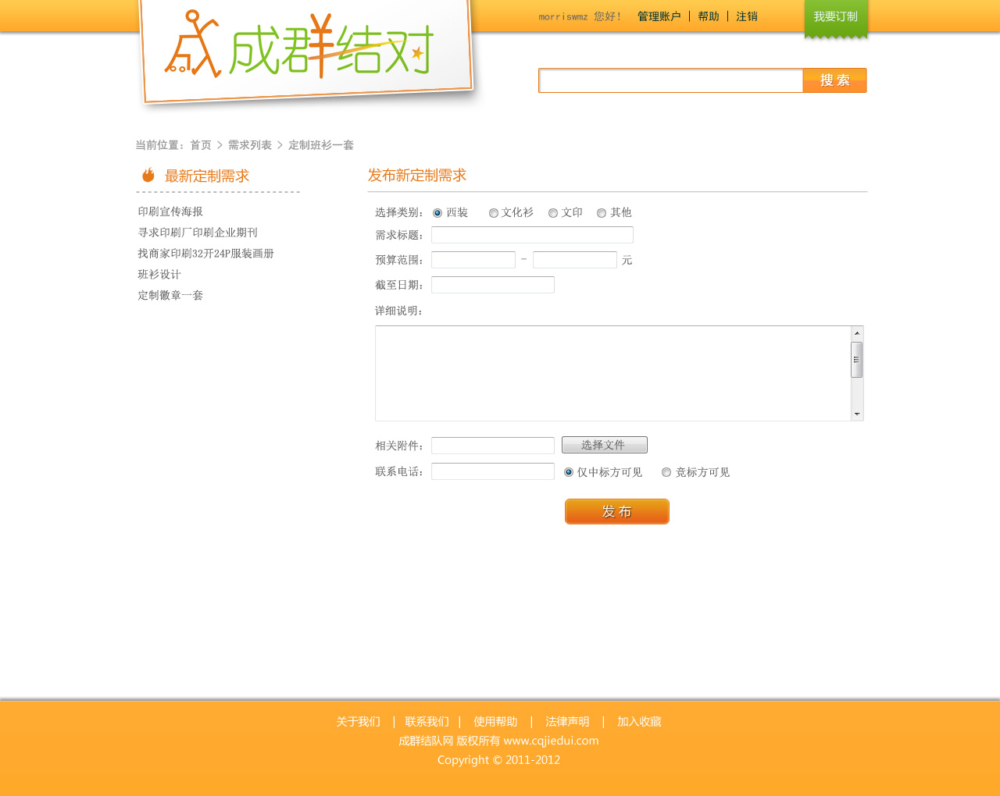 成群结对
morriswmz 您好！ 管理账户 | 帮助 | 注销
我要订制
搜 索
当前位置：首页 > 需求列表 > 定制班衫一套
最新定制需求
印刷宣传海报
寻求印刷厂印刷企业期刊
找商家印刷32开24P服装画册
班衫设计
定制徽章一套
发布新定制需求
选择类别： 西装 文化衫 文印 其他
需求标题：
预算范围： - 元
截至日期：
详细说明：
相关附件： 选择文件
联系电话： 仅中标方可见 竞标方可见
发 布
关于我们 | 联系我们 | 使用帮助 | 法律声明 | 加入收藏
成群结队网 版权所有 www.cqjiedui.com
Copyright © 2011-2012